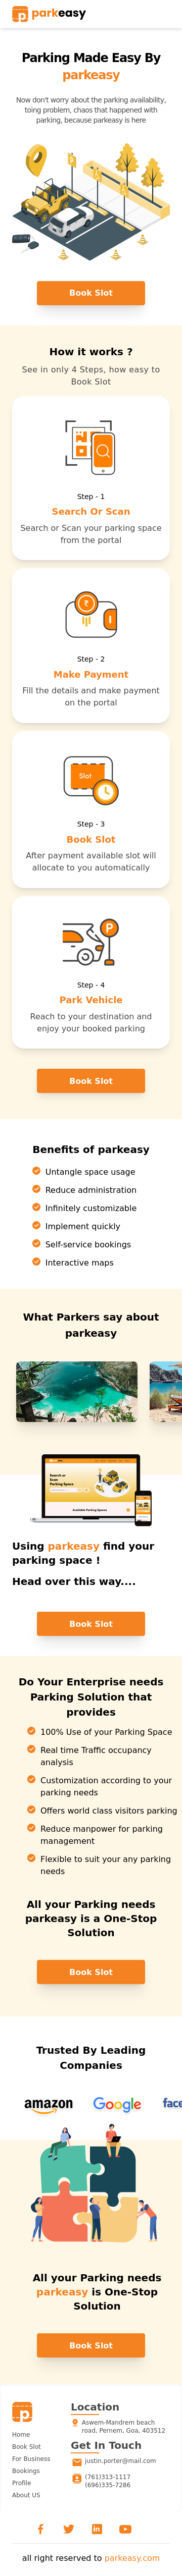 parkeasy
Parking Made Easy By
parkeasy
Now don't worry about the parking availability,
toing problem, chaos that happened with
parking, because parkeasy is here
Book Slot
How it works ?
See in only 4 Steps, how easy to
Book Slot
Step - 1
Search Or Scan
Search or Scan your parking space
from the portal
Step - 2
Make Payment
Fill the details and make payment
on the portal
Slot
Step - 3
Book Slot
After payment available slot will
allocate to you automatically
P
Step - 4
Park Vehicle
Reach to your destination and
enjoy your booked parking
Book Slot
Benefits of parkeasy
Untangle space usage
Reduce administration
Infinitely customizable
Implement quickly
Self-service bookings
Interactive maps
What Parkers say about
parkeasy
Search or
Scan
Parking Space
Available Parking Spaces
Using parkeasy find your
parking space !
Head over this way....
Book Slot
Do Your Enterprise needs
Parking Solution that
provides
100% Use of your Parking Space
Real time Traffic occupancy
analysis
Customization according to your
parking needs
Offers world class visitors parking
Reduce manpower for parking
management
Flexible to suit your any parking
needs
All your Parking needs
parkeasy is a One-Stop
Solution
Book Slot
Trusted By Leading
Companies
amazon Google face
All your Parking needs
parkeasy is One-Stop
Solution
Book Slot
Home
Book Slot
For Business
Bookings
Profile
About US
Location
Aswem-Mandrem beach
road, Pernem, Goa, 403512
Get In Touch
justin.porter@mail.com
(761)313-1117
(696)335-7286
all right reserved to parkeasy.com